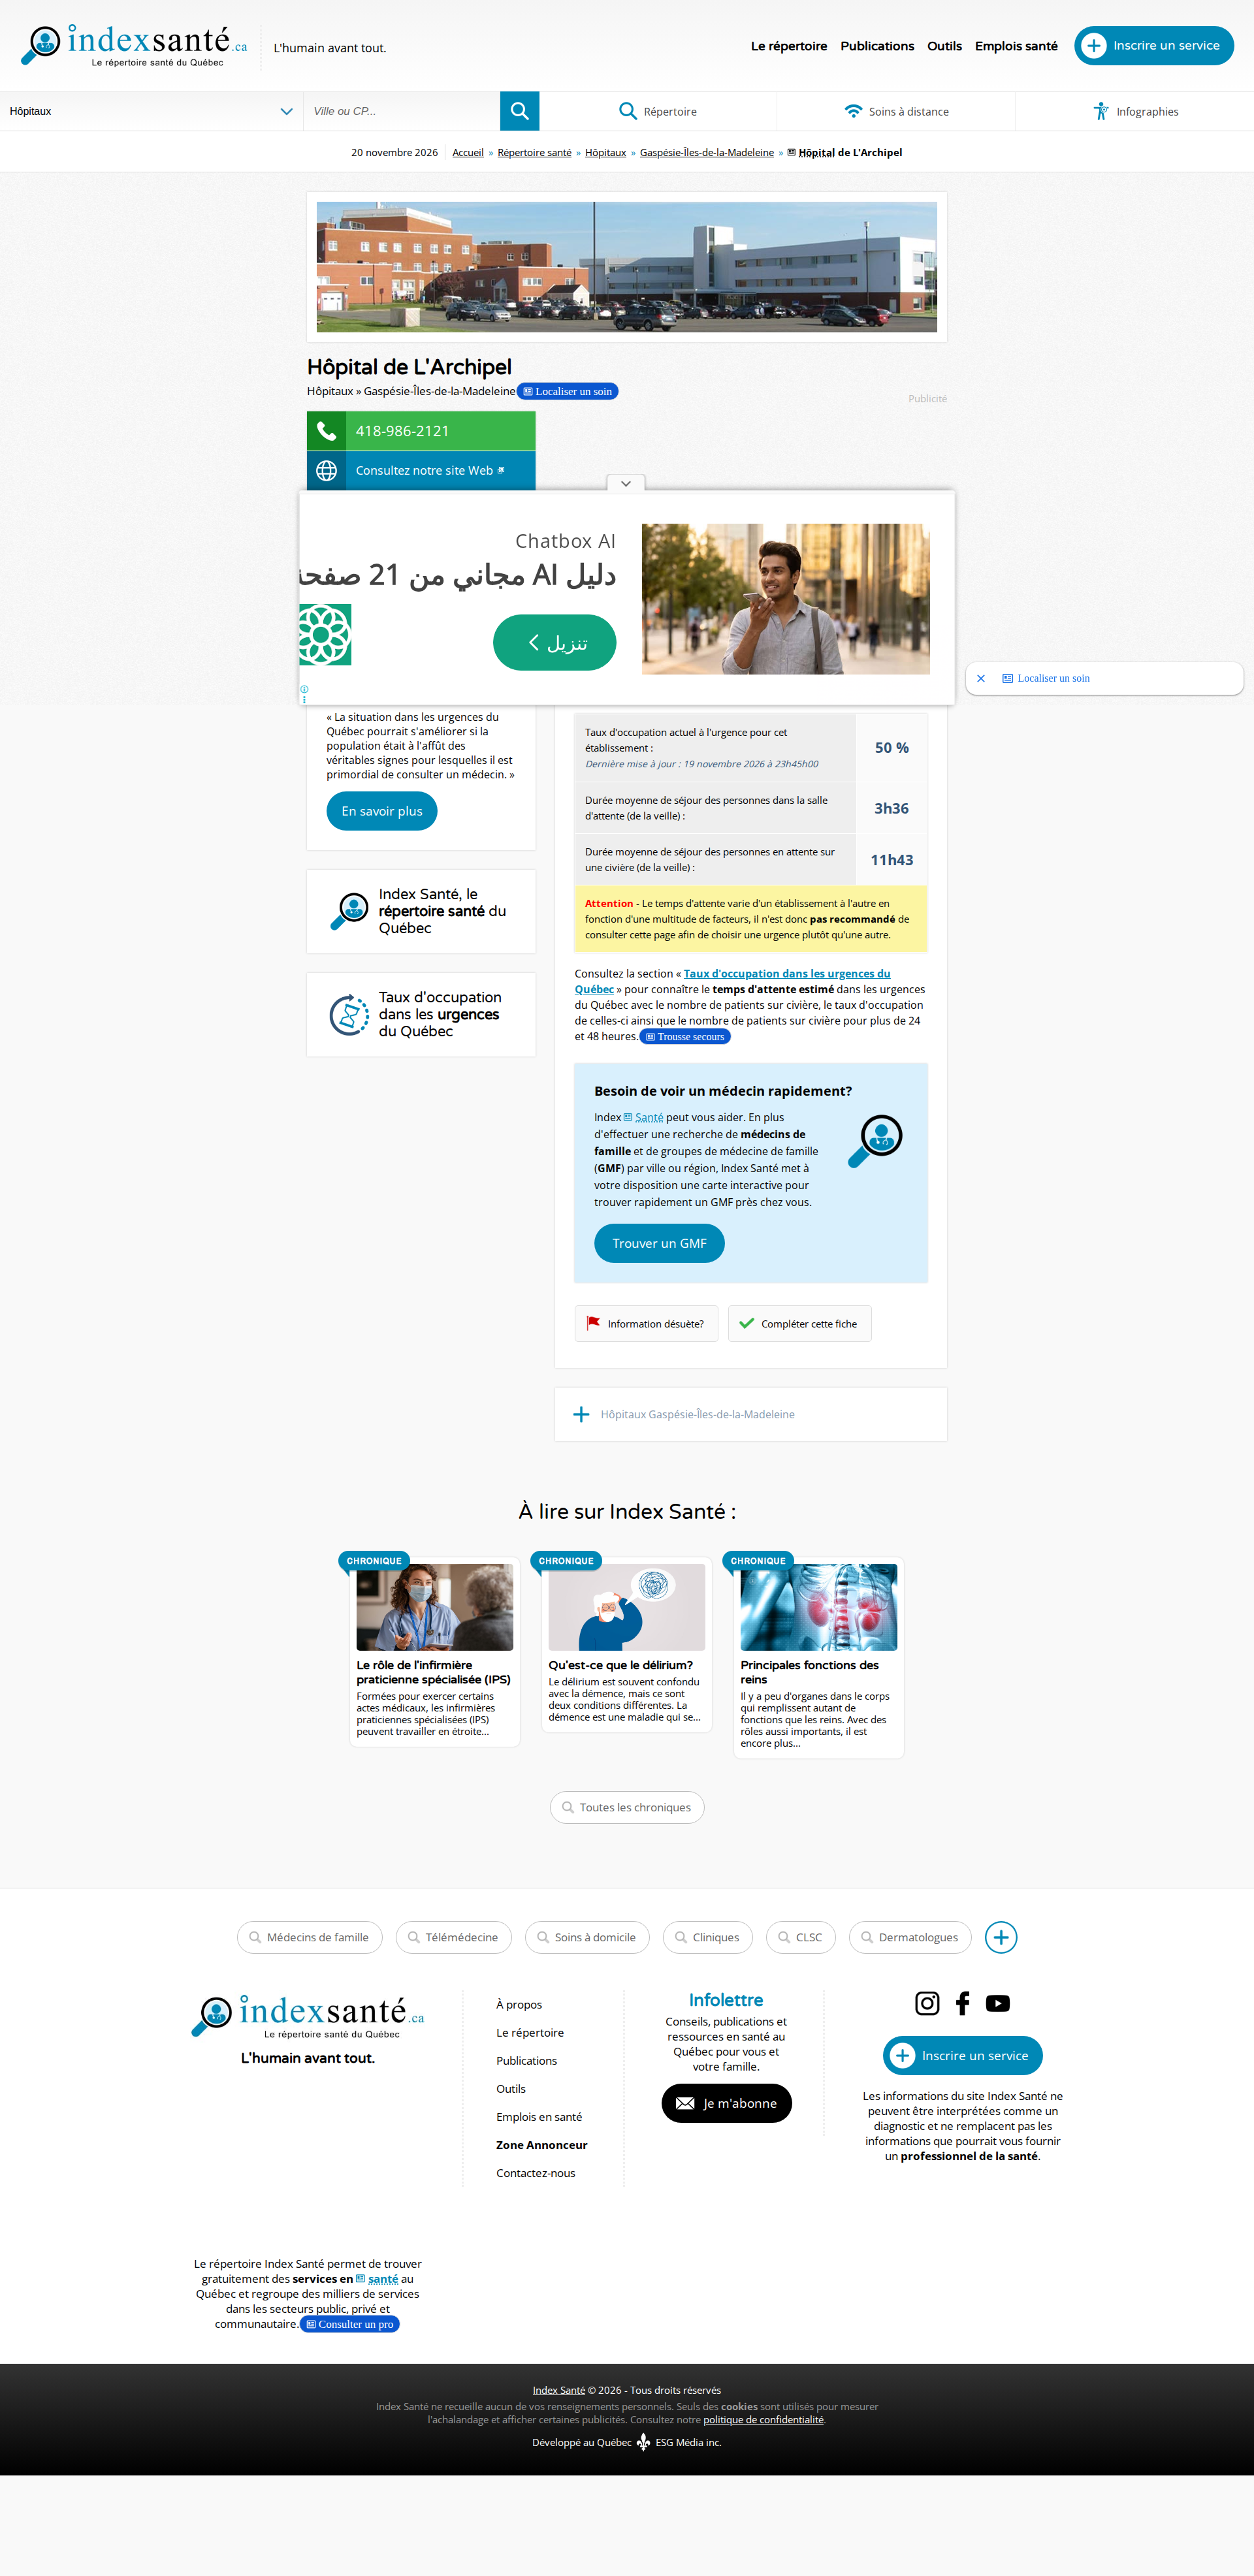 indexsanté.ca
Le répertoire santé du Québec
L'humain avant tout.
Le répertoire
Publications
Outils
Emplois santé
Inscrire un service
Hôpitaux
Ville ou CP...
Répertoire
Soins à distance
Infographies
20 novembre 2026
Accueil » Répertoire santé » Hôpitaux » Gaspésie-Îles-de-la-Madeleine » Hôpital de L'Archipel
Hôpital de L'Archipel
Hôpitaux » Gaspésie-Îles-de-la-Madeleine Localiser un soin
Publicité
418-986-2121
Consultez notre site Web
Chatbox AI
دليل AI مجاني من 21 صفحة
تنزيل
Localiser un soin
« La situation dans les urgences du
Québec pourrait s'améliorer si la
population était à l'affût des
véritables signes pour lesquelles il est
primordial de consulter un médecin. »
En savoir plus
Index Santé, le
répertoire santé du
Québec
Taux d'occupation
dans les urgences
du Québec
Taux d'occupation actuel à l'urgence pour cet
établissement :
Dernière mise à jour : 19 novembre 2026 à 23h45h00
50 %
Durée moyenne de séjour des personnes dans la salle
d'attente (de la veille) :
3h36
Durée moyenne de séjour des personnes en attente sur
une civière (de la veille) :
11h43
Attention - Le temps d'attente varie d'un établissement à l'autre en
fonction d'une multitude de facteurs, il n'est donc pas recommandé de
consulter cette page afin de choisir une urgence plutôt qu'une autre.
Consultez la section « Taux d'occupation dans les urgences du
Québec » pour connaître le temps d'attente estimé dans les urgences
du Québec avec le nombre de patients sur civière, le taux d'occupation
de celles-ci ainsi que le nombre de patients sur civière pour plus de 24
et 48 heures. Trousse secours
Besoin de voir un médecin rapidement?
Index Santé peut vous aider. En plus
d'effectuer une recherche de médecins de
famille et de groupes de médecine de famille
(GMF) par ville ou région, Index Santé met à
votre disposition une carte interactive pour
trouver rapidement un GMF près chez vous.
Trouver un GMF
Information désuète?
Compléter cette fiche
Hôpitaux Gaspésie-Îles-de-la-Madeleine
À lire sur Index Santé :
CHRONIQUE
Le rôle de l'infirmière
praticienne spécialisée (IPS)
Formées pour exercer certains
actes médicaux, les infirmières
praticiennes spécialisées (IPS)
peuvent travailler en étroite...
CHRONIQUE
Qu'est-ce que le délirium?
Le délirium est souvent confondu
avec la démence, mais ce sont
deux conditions différentes. La
démence est une maladie qui se...
CHRONIQUE
Principales fonctions des
reins
Il y a peu d'organes dans le corps
qui remplissent autant de
fonctions que les reins. Avec des
rôles aussi importants, il est
encore plus...
Toutes les chroniques
Médecins de famille
Télémédecine
Soins à domicile
Cliniques
CLSC
Dermatologues
indexsanté.ca
Le répertoire santé du Québec
L'humain avant tout.
À propos
Le répertoire
Publications
Outils
Emplois en santé
Zone Annonceur
Contactez-nous
Infolettre
Conseils, publications et
ressources en santé au
Québec pour vous et
votre famille.
Je m'abonne
Inscrire un service
Les informations du site Index Santé ne
peuvent être interprétées comme un
diagnostic et ne remplacent pas les
informations que pourrait vous fournir
un professionnel de la santé.
Le répertoire Index Santé permet de trouver
gratuitement des services en santé au
Québec et regroupe des milliers de services
dans les secteurs public, privé et
communautaire. Consulter un pro
Index Santé © 2026 - Tous droits réservés
Index Santé ne recueille aucun de vos renseignements personnels. Seuls des cookies sont utilisés pour mesurer
l'achalandage et afficher certaines publicités. Consultez notre politique de confidentialité.
Développé au Québec ESG Média inc.